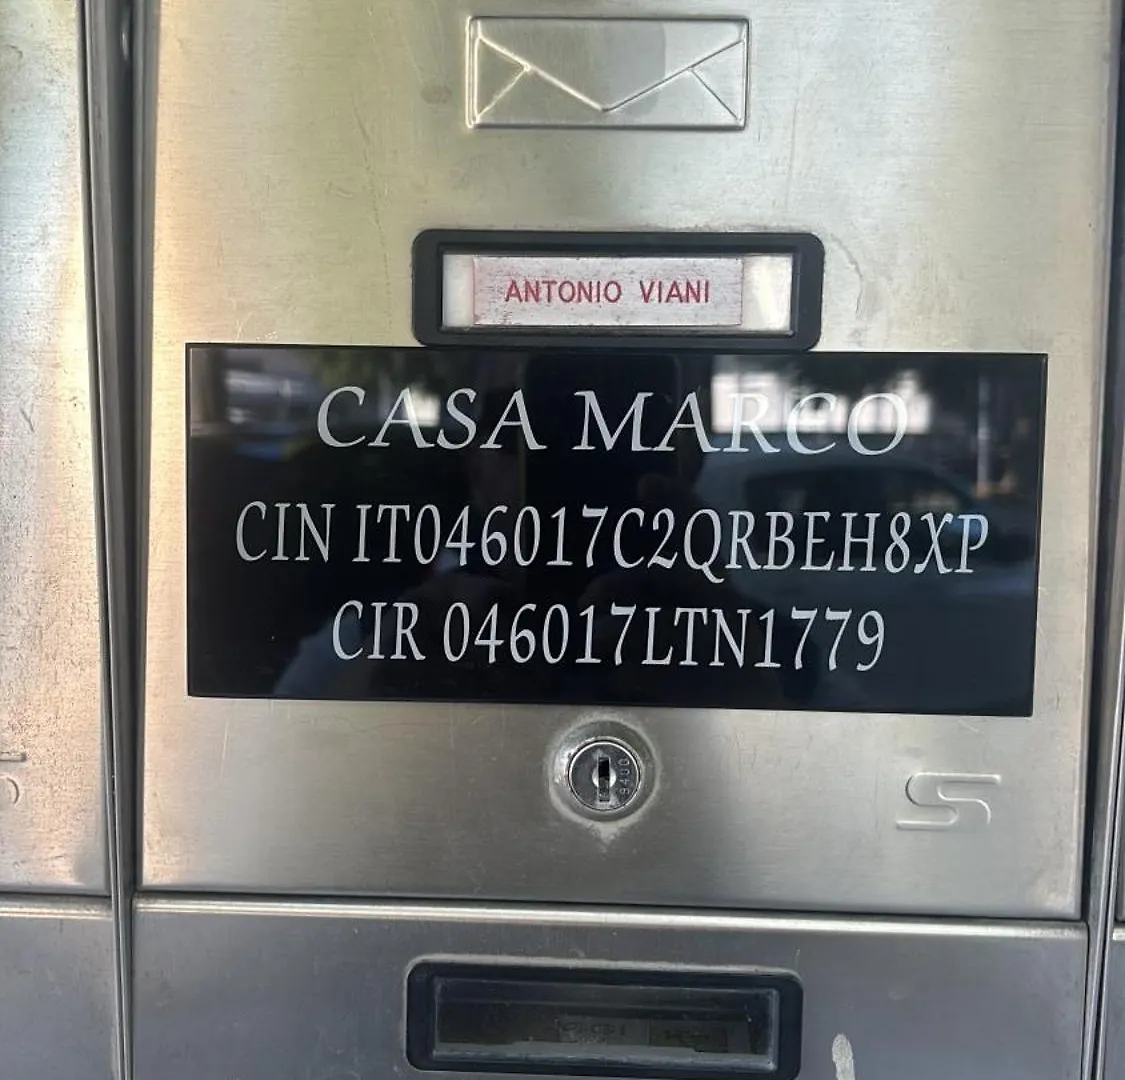 ANTONIO VIANI
CASA MARCO
CIN IT046017C2QRBEH8XP
CIR 046017LTN1779
S